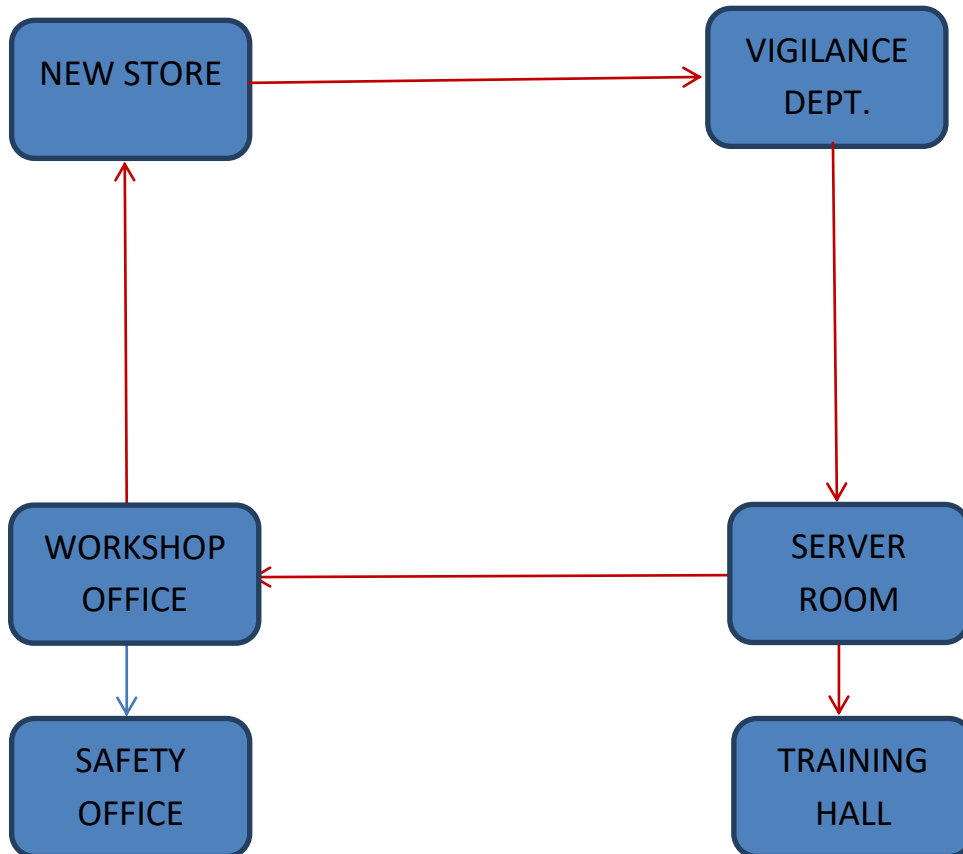 NEW STORE
VIGILANCE
DEPT.
WORKSHOP
OFFICE
SERVER
ROOM
SAFETY
OFFICE
TRAINING
HALL